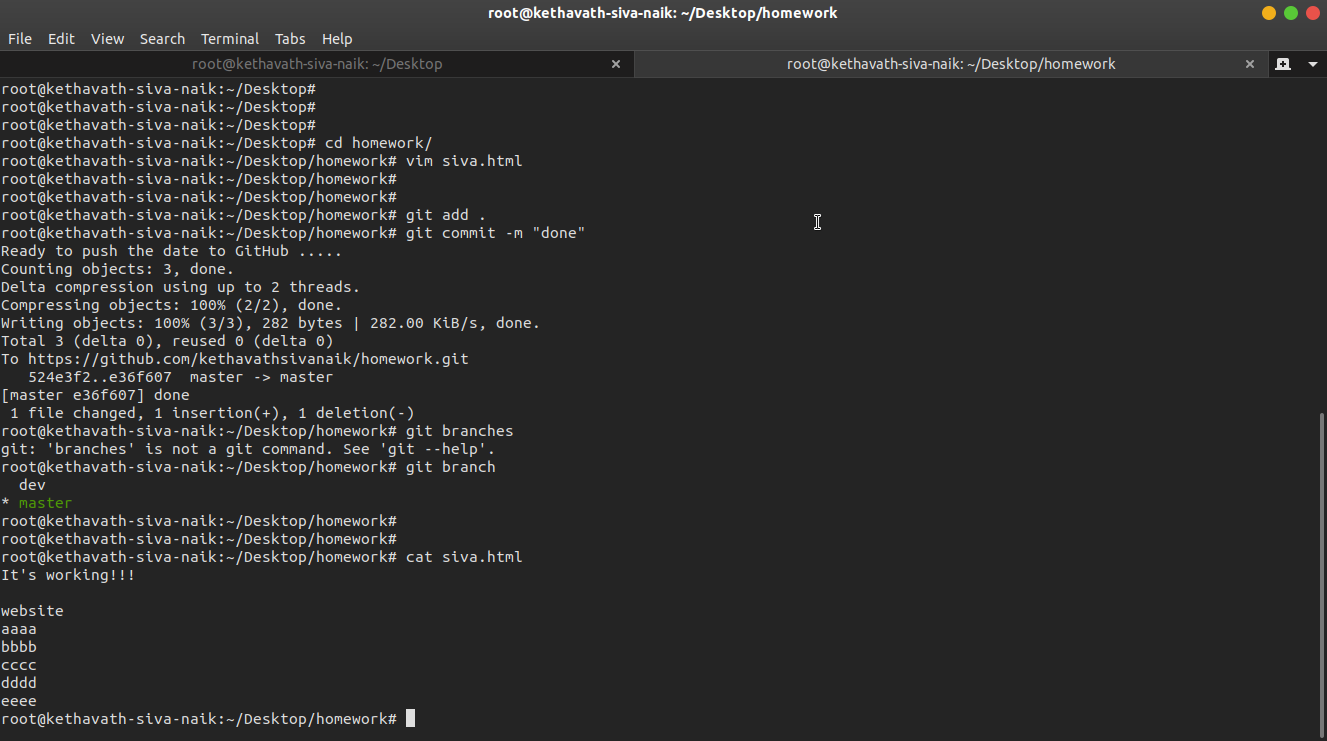 root@kethavath-siva-naik: ~/Desktop/homework
File Edit View Search Terminal Tabs Help
root@kethavath-siva-naik: ~/Desktop
root@kethavath-siva-naik: ~/Desktop/homework
root@kethavath-siva-naik:~/Desktop#
root@kethavath-siva-naik:~/Desktop#
root@kethavath-siva-naik:~/Desktop#
root@kethavath-siva-naik:~/Desktop# cd homework/
root@kethavath-siva-naik:~/Desktop/homework# vim siva.html
root@kethavath-siva-naik:~/Desktop/homework#
root@kethavath-siva-naik:~/Desktop/homework#
root@kethavath-siva-naik:~/Desktop/homework# git add .
root@kethavath-siva-naik:~/Desktop/homework# git commit -m "done"
Ready to push the date to GitHub .....
Counting objects: 3, done.
Delta compression using up to 2 threads.
Compressing objects: 100% (2/2), done.
Writing objects: 100% (3/3), 282 bytes | 282.00 KiB/s, done.
Total 3 (delta 0), reused 0 (delta 0)
To https://github.com/kethavathsivanaik/homework.git
   524e3f2..e36f607  master -> master
[master e36f607] done
 1 file changed, 1 insertion(+), 1 deletion(-)
root@kethavath-siva-naik:~/Desktop/homework# git branches
git: 'branches' is not a git command. See 'git --help'.
root@kethavath-siva-naik:~/Desktop/homework# git branch
  dev
* master
root@kethavath-siva-naik:~/Desktop/homework#
root@kethavath-siva-naik:~/Desktop/homework#
root@kethavath-siva-naik:~/Desktop/homework# cat siva.html
It's working!!!

website
aaaa
bbbb
cccc
dddd
eeee
root@kethavath-siva-naik:~/Desktop/homework#